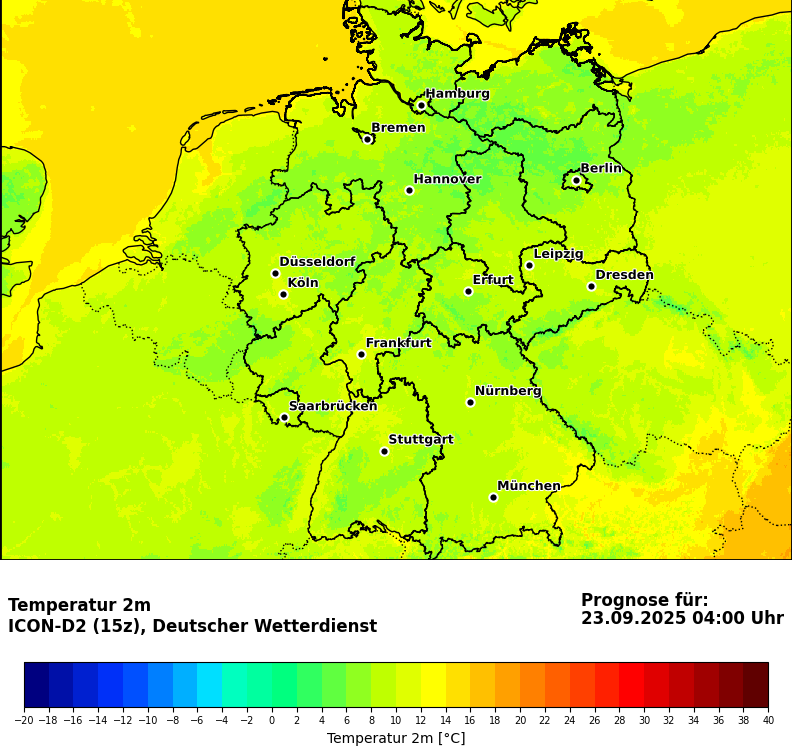 Hamburg
Bremen
Berlin
Hannover
Leipzig
Düsseldorf
Dresden
Köln
Erfurt
Frankfurt
Nürnberg
Saarbrücken
Stuttgart
München
Temperatur 2m
ICON-D2 (15z), Deutscher Wetterdienst
Prognose für:
23.09.2025 04:00 Uhr
−20 −18 −16 −14 −12 −10 −8 −6 −4 −2 0 2 4 6 8 10 12 14 16 18 20 22 24 26 28 30 32 34 36 38 40
Temperatur 2m [°C]